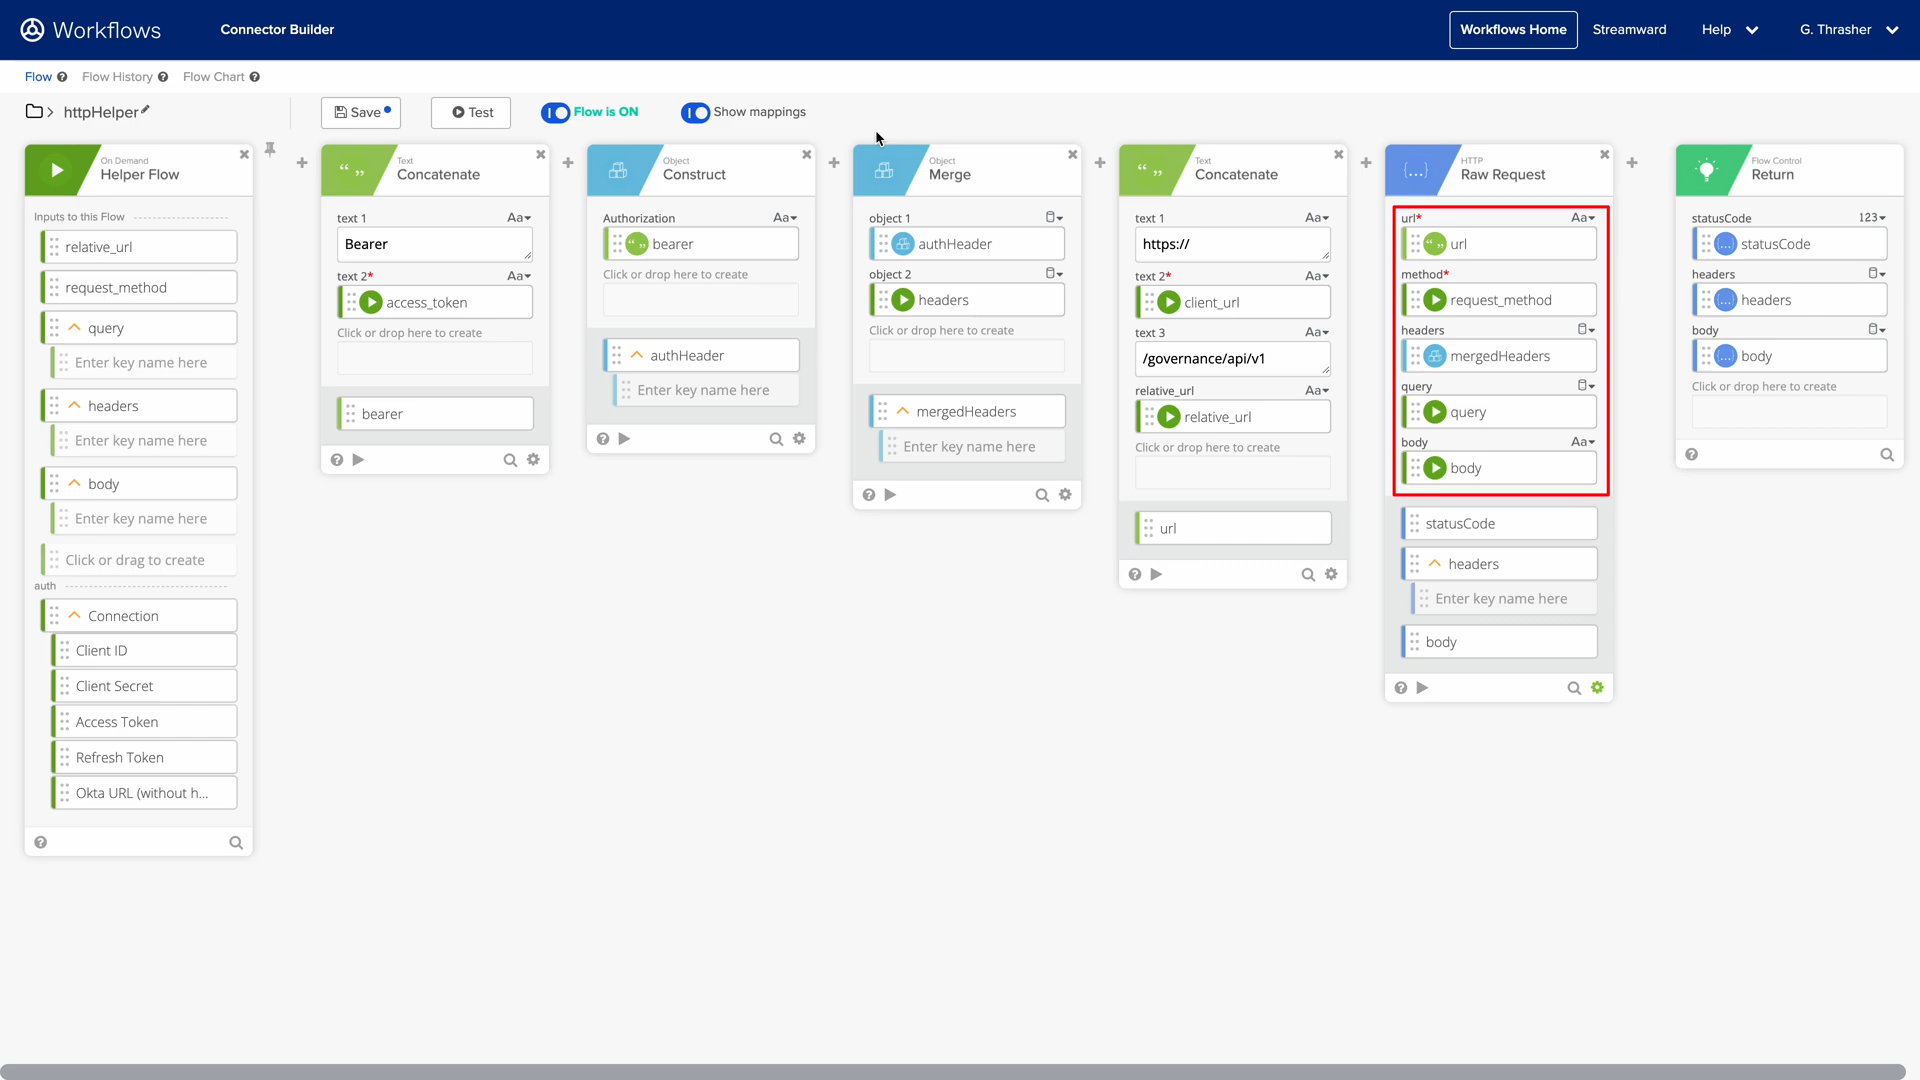 Workflows
Connector Builder
Workflows Home
Streamward
Help
G. Thrasher
Flow
Flow History
Flow Chart
httpHelper
Save
Test
Flow is ON
Show mappings
On Demand
Helper Flow
Inputs to this Flow
relative_url
request_method
query
Enter key name here
headers
Enter key name here
body
Enter key name here
Click or drag to create
auth
Connection
Client ID
Client Secret
Access Token
Refresh Token
Okta URL (without h...
Text
Concatenate
text 1 Aa
Bearer
text 2* Aa
access_token
Click or drop here to create
bearer
Object
Construct
Authorization Aa
bearer
Click or drop here to create
authHeader
Enter key name here
Object
Merge
object 1
authHeader
object 2
headers
Click or drop here to create
mergedHeaders
Enter key name here
Text
Concatenate
text 1 Aa
https://
text 2* Aa
client_url
text 3 Aa
/governance/api/v1
relative_url Aa
relative_url
Click or drop here to create
url
HTTP
Raw Request
url* Aa
url
method*
request_method
headers
mergedHeaders
query
query
body Aa
body
statusCode
headers
Enter key name here
body
Flow Control
Return
statusCode 123
statusCode
headers
headers
body
body
Click or drop here to create